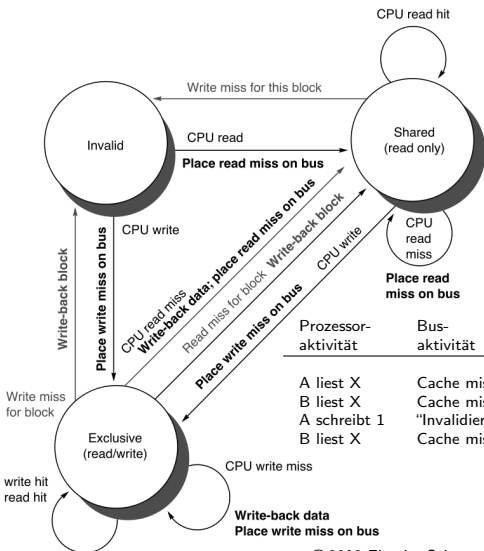 CPU read hit
Write miss for this block
Invalid
CPU read
Place read miss on bus
Shared
(read only)
CPU write
CPU
read
miss
Place read
miss on bus
Write-back block
Place write miss on bus
CPU read miss
Write-back data; place read miss on bus
Read miss for block Write-back block
Place write miss on bus
CPU write
Prozessor-
aktivität
Bus-
aktivität
A liest X Cache
B liest X Cache
A schreibt 1
B liest X Cache
Write miss
for block
Exclusive
(read/write)
write hit
read hit
CPU write miss
Write-back data
Place write miss on bus